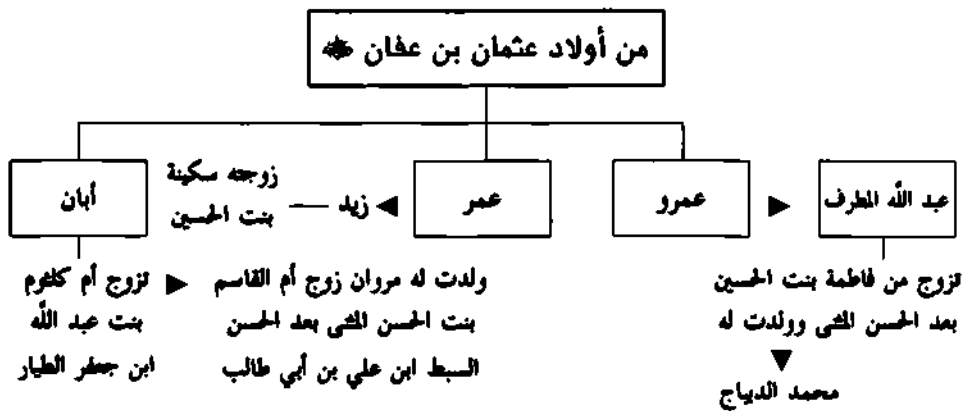 من أولاد عثمان بن عفان ﷺ
عبد الله المطرف
عمرو
عمر
زيد
زوجته سكينة
بنت الحسين
أبان
تزوج من فاطمة بنت الحسين
بعد الحسن المثنى وولدت له
محمد الديباج
تزوج أم كلثوم
بنت عبد الله
ابن جعفر الطيار
ولدت له مروان زوج أم القاسم
بنت الحسن المثنى بعد الحسن
السبط ابن علي بن أبي طالب